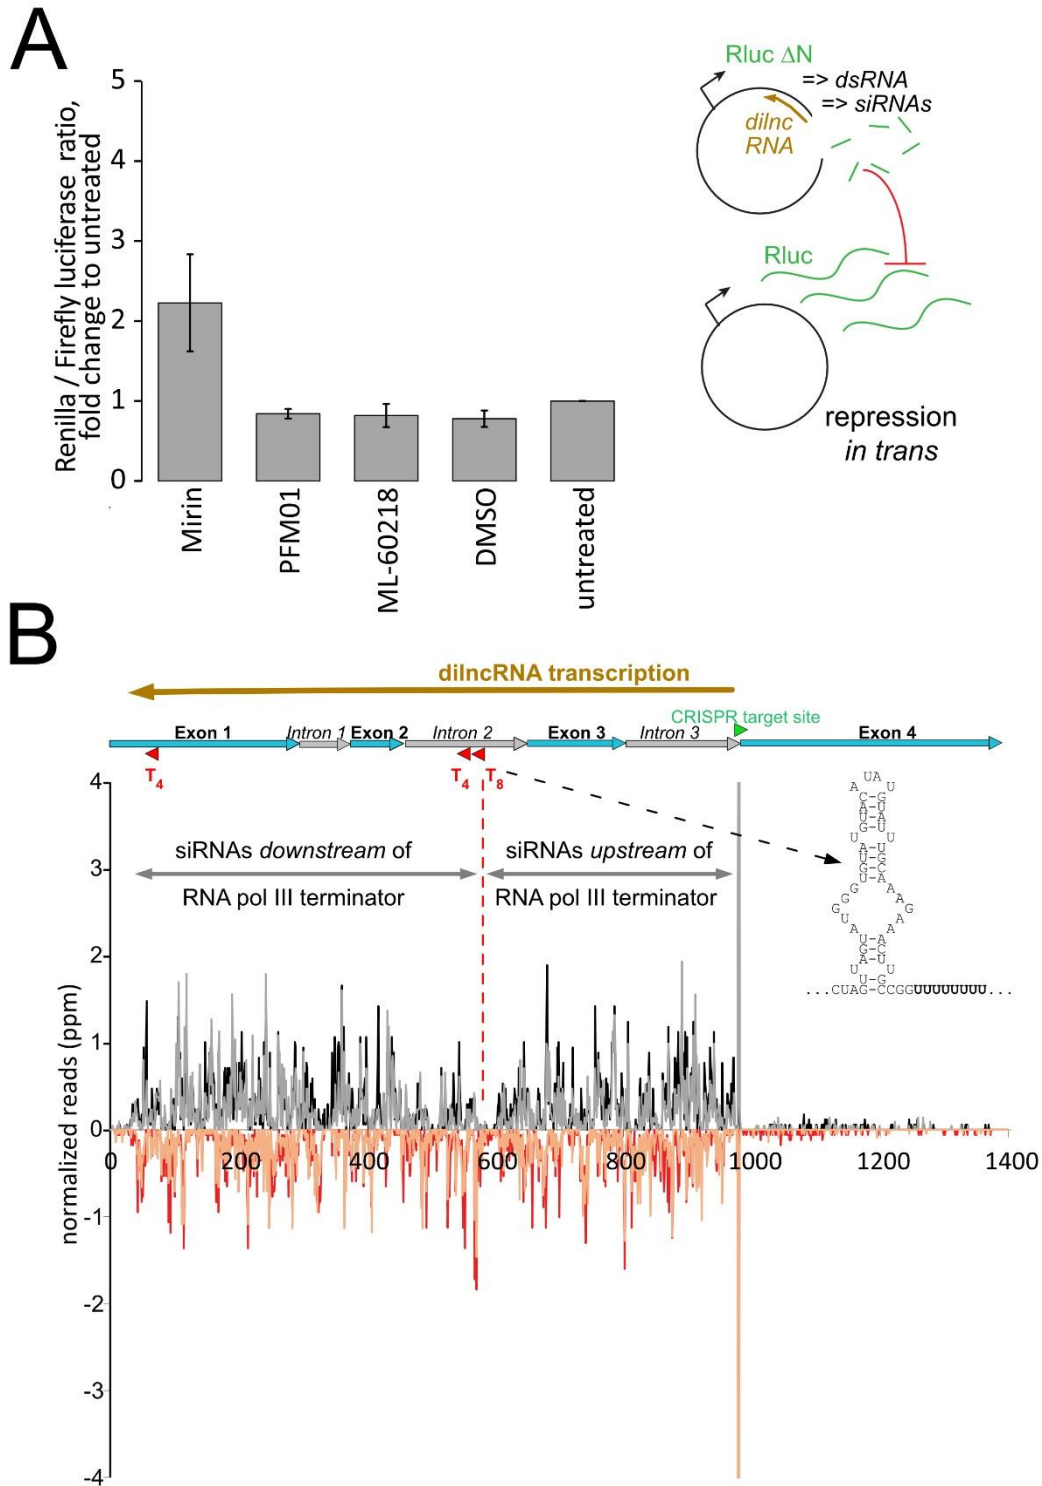 A
5
4
3
2
1
0
Renilla / Firefly luciferase ratio,
fold change to untreated
Mirin
PFM01
ML-60218
DMSO
untreated
Rluc ΔN
=> dsRNA
=> siRNAs
dilnc
RNA
Rluc
repression
in trans
B
dilncRNA transcription
CRISPR target site
Exon 1 Intron 1 Exon 2 Intron 2 Exon 3 Intron 3 Exon 4
T4 T4 T8
siRNAs downstream of
RNA pol III terminator
siRNAs upstream of
RNA pol III terminator
...CUAG-CCGGUUUUUUUU...
normalized reads (ppm)
4
3
2
1
0
-1
-2
-3
-4
0 200 400 600 800 1000 1200 1400